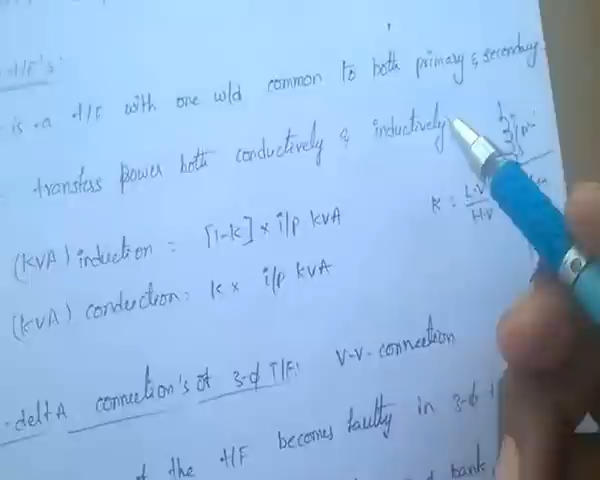 T/F's:
is a T/F with one wld common to both primary & secondary
transfers power both conductively & inductively
K = L.V / H.V
(KVA) induction = [1-K] x i/p KVA
(KVA) conduction: K x i/p KVA
-deltA connection's of 3-ɸ T/F: V-V-connection
of the T/F becomes faulty in 3-ɸ
bank,